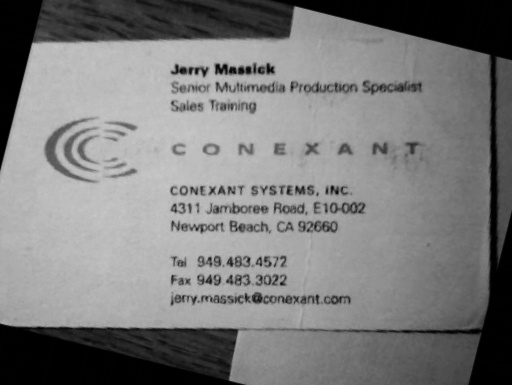 Jerry Massick
Senior Multimedia Production Specialist
Sales Training
CONEXANT
CONEXANT SYSTEMS, INC.
4311 Jamboree Road, E10-002
Newport Beach, CA 92660
Tel 949.483.4572
Fax 949.483.3022
jerry.massick@conexant.com